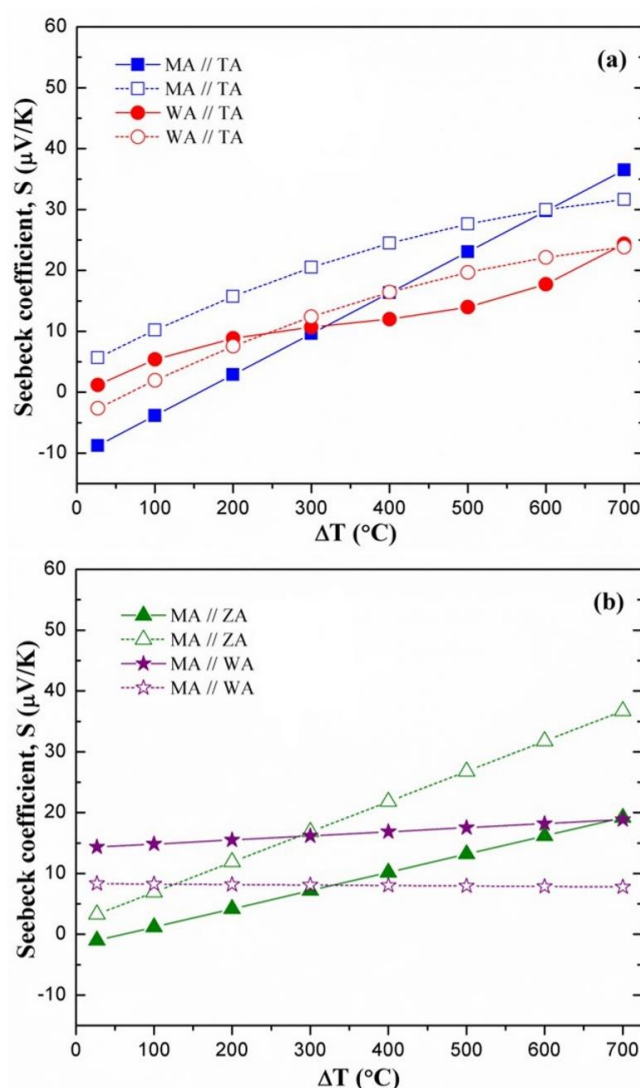 60
50
40
30
20
10
0
-10
Seebeck coefficient, S (μV/K)
(a)
MA // TA
MA // TA
WA // TA
WA // TA
0 100 200 300 400 500 600 700
ΔT (°C)
60
50
40
30
20
10
0
-10
Seebeck coefficient, S (μV/K)
(b)
MA // ZA
MA // ZA
MA // WA
MA // WA
0 100 200 300 400 500 600 700
ΔT (°C)